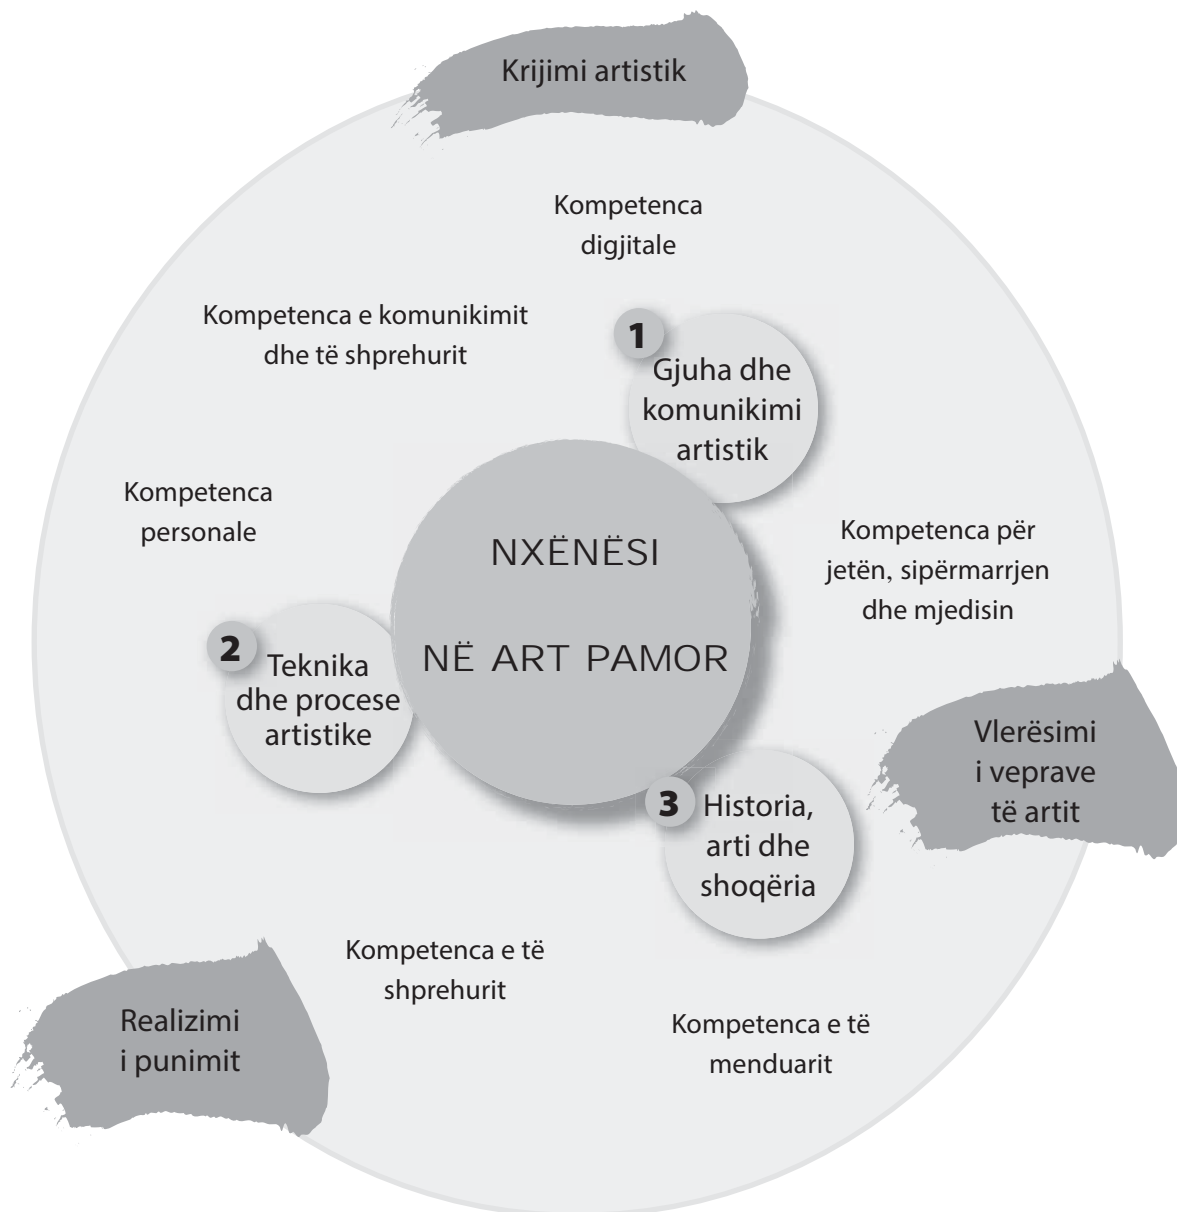 Krijimi artistik
Kompetenca
digjitale
Kompetenca e komunikimit
dhe të shprehurit
1
Gjuha dhe
komunikimi
artistik
Kompetenca
personale
NXËNËSI
NË ART PAMOR
Kompetenca për
jetën, sipërmarrjen
dhe mjedisin
2
Teknika
dhe procese
artistike
Vlerësimi
i veprave
të artit
3
Historia,
arti dhe
shoqëria
Kompetenca e të
shprehurit
Realizimi
i punimit
Kompetenca e të
menduarit